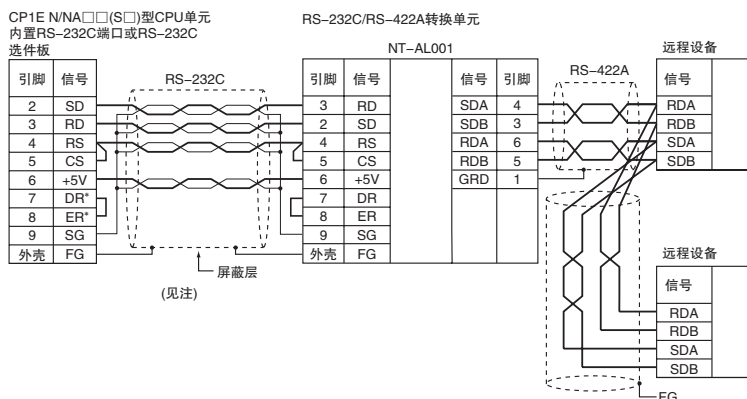 CP1E N/NA□□(S□)型CPU单元
内置RS-232C端口或RS-232C
选件板
RS-232C/RS-422A转换单元
NT-AL001
远程设备
引脚 信号
2 SD
3 RD
4 RS
5 CS
6 +5V
7 DR*
8 ER*
9 SG
外壳 FG
RS-232C
屏蔽层
(见注)
引脚 信号
3 RD
2 SD
4 RS
5 CS
6 +5V
7 DR
8 ER
9 SG
外壳 FG
信号 引脚
SDA 4
SDB 3
RDA 6
RDB 5
GRD 1
RS-422A
信号
RDA
RDB
SDA
SDB
远程设备
信号
RDA
RDB
SDA
SDB
FG